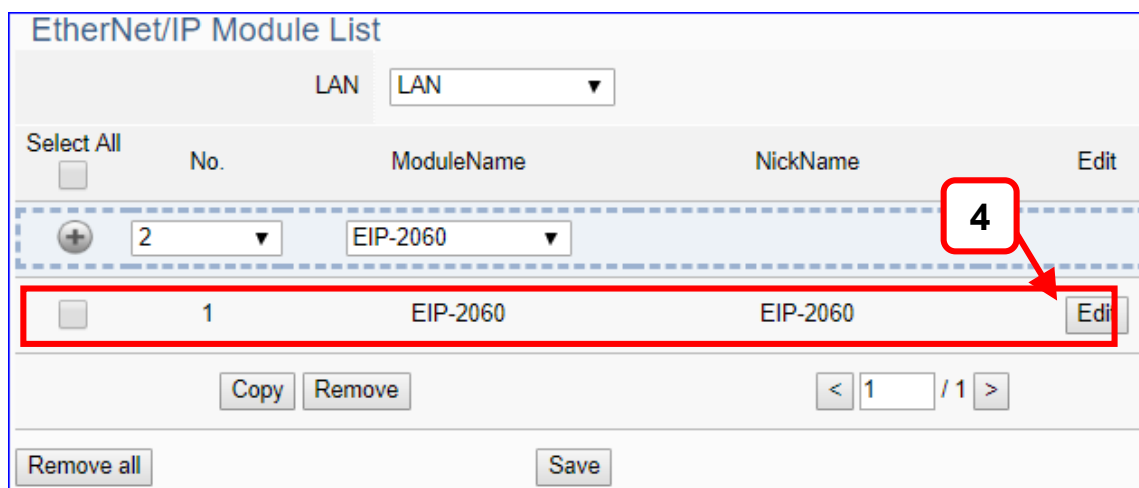 EtherNet/IP Module List
LAN LAN ▼
Select All No. ModuleName NickName Edit
2 ▼ EIP-2060 ▼
4
1 EIP-2060 EIP-2060 Edit
Copy Remove < 1 / 1 >
Remove all Save